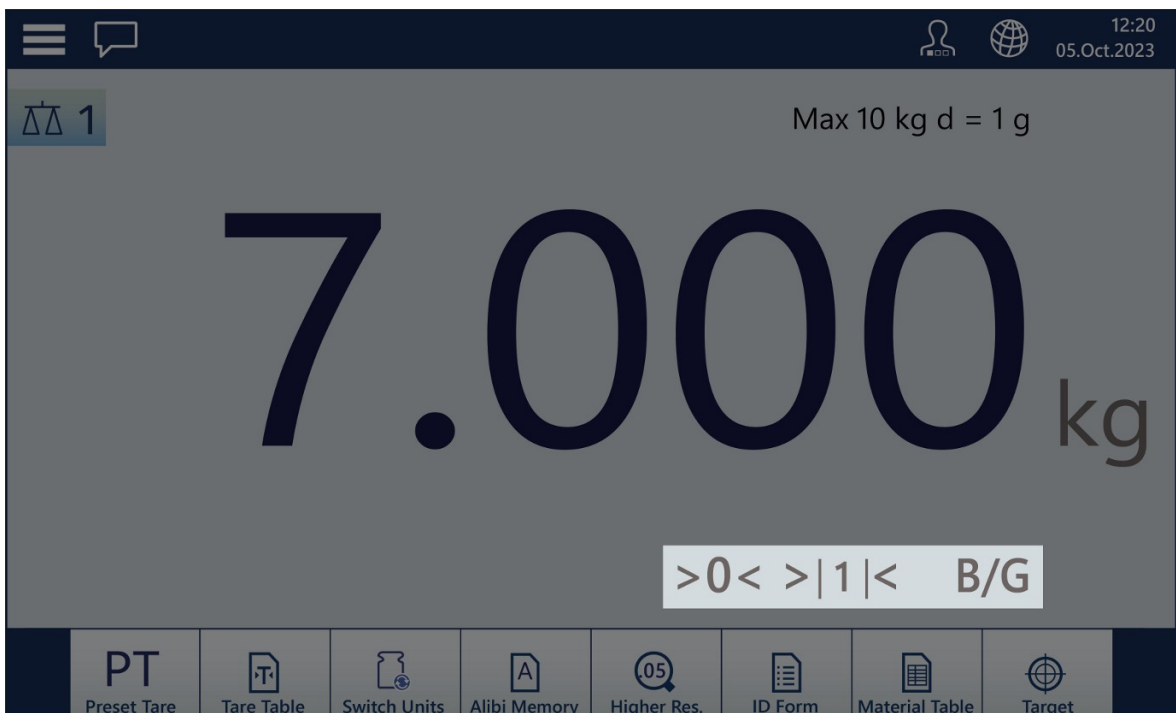 12:20
05.Oct.2023
1
Max 10 kg d = 1 g
7.000 kg
>0< >|1|< B/G
PT
Preset Tare
T
Tare Table
Switch Units
A
Alibi Memory
.05
Higher Res.
ID Form
Material Table
Target